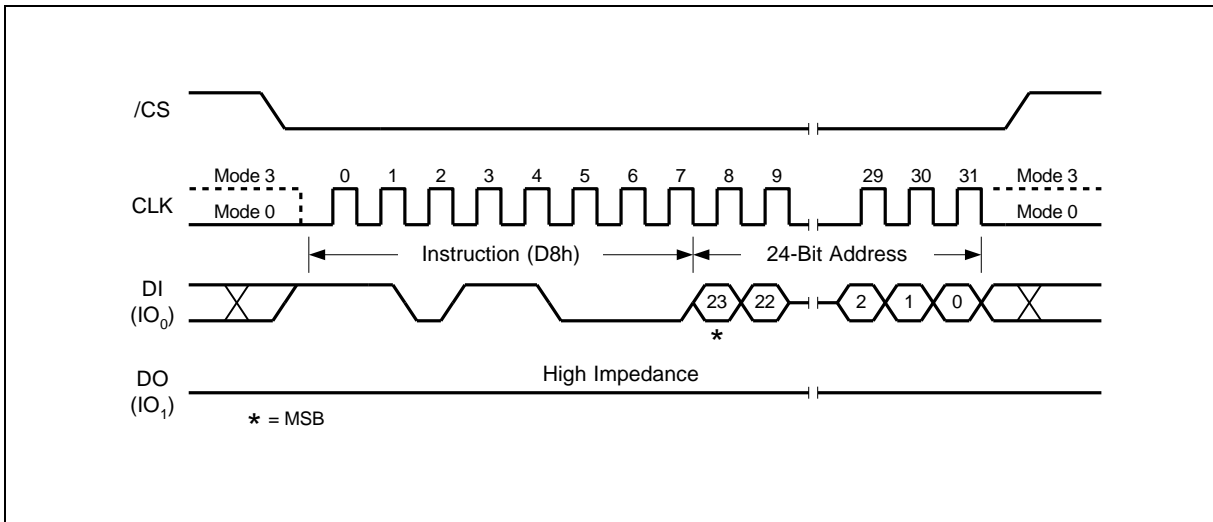 /CS
Mode 3
0 1 2 3 4 5 6 7 8 9 29 30 31
Mode 3
CLK
Mode 0
Mode 0
Instruction (D8h)
24-Bit Address
DI
(IO0)
23 22 2 1 0
*
High Impedance
DO
(IO1)
* = MSB